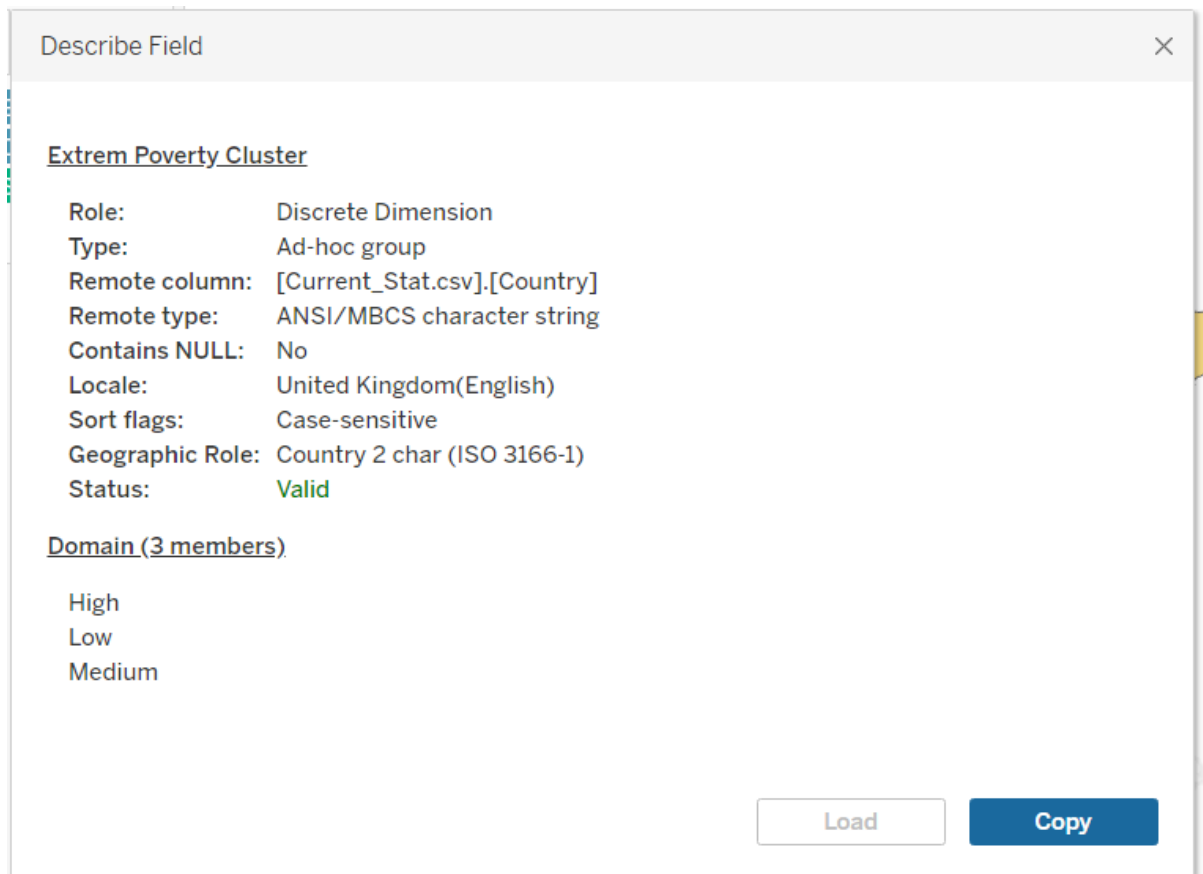 Describe Field
Extrem Poverty Cluster
Role: Discrete Dimension
Type: Ad-hoc group
Remote column: [Current_Stat.csv].[Country]
Remote type: ANSI/MBCS character string
Contains NULL: No
Locale: United Kingdom(English)
Sort flags: Case-sensitive
Geographic Role: Country 2 char (ISO 3166-1)
Status: Valid
Domain (3 members)
High
Low
Medium
Load Copy